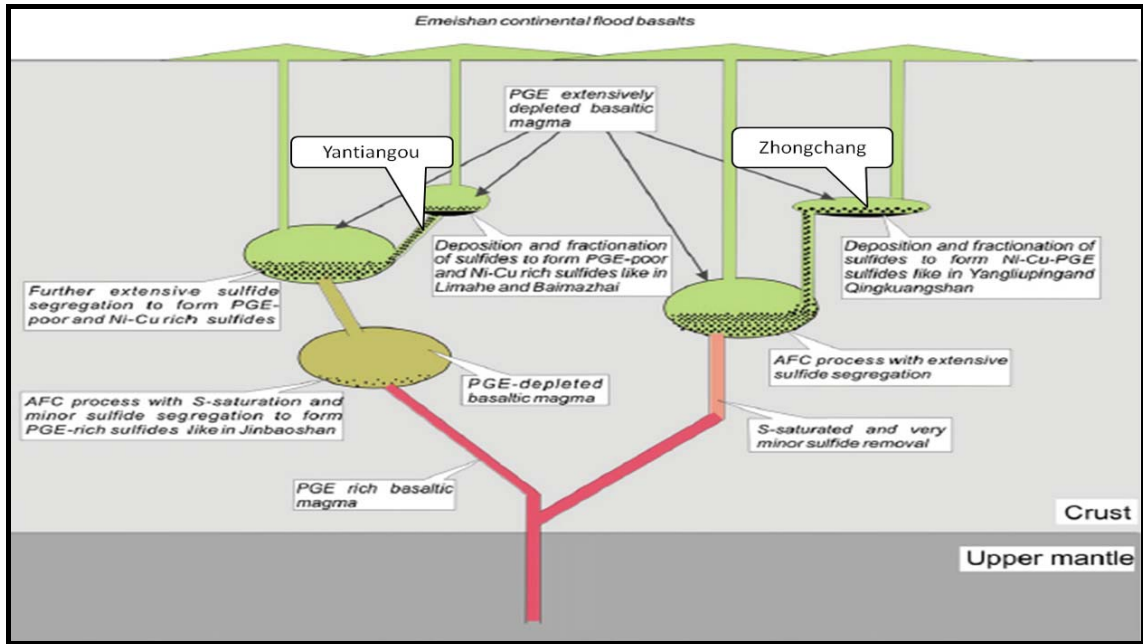 Emeishan continental flood basalts
PGE extensively
depleted basaltic
magma
Yantiangou
Zhongchang
Deposition and fractionation
of sulfides to form PGE-poor
and Ni-Cu rich sulfides like in
Limahe and Baimazhai
Deposition and fractionation of
sulfides to form Ni-Cu-PGE
sulfides like in Yangliupingand
Qingkuangshan
Further extensive sulfide
segregation to form PGE-
poor and Ni-Cu rich sulfides
AFC process with extensive
sulfide segregation
PGE-depleted
basaltic magma
AFC process with S-saturation and
minor sulfide segregation to form
PGE-rich sulfides like in Jinbaoshan
S-saturated and very
minor sulfide removal
PGE rich basaltic
magma
Crust
Upper mantle